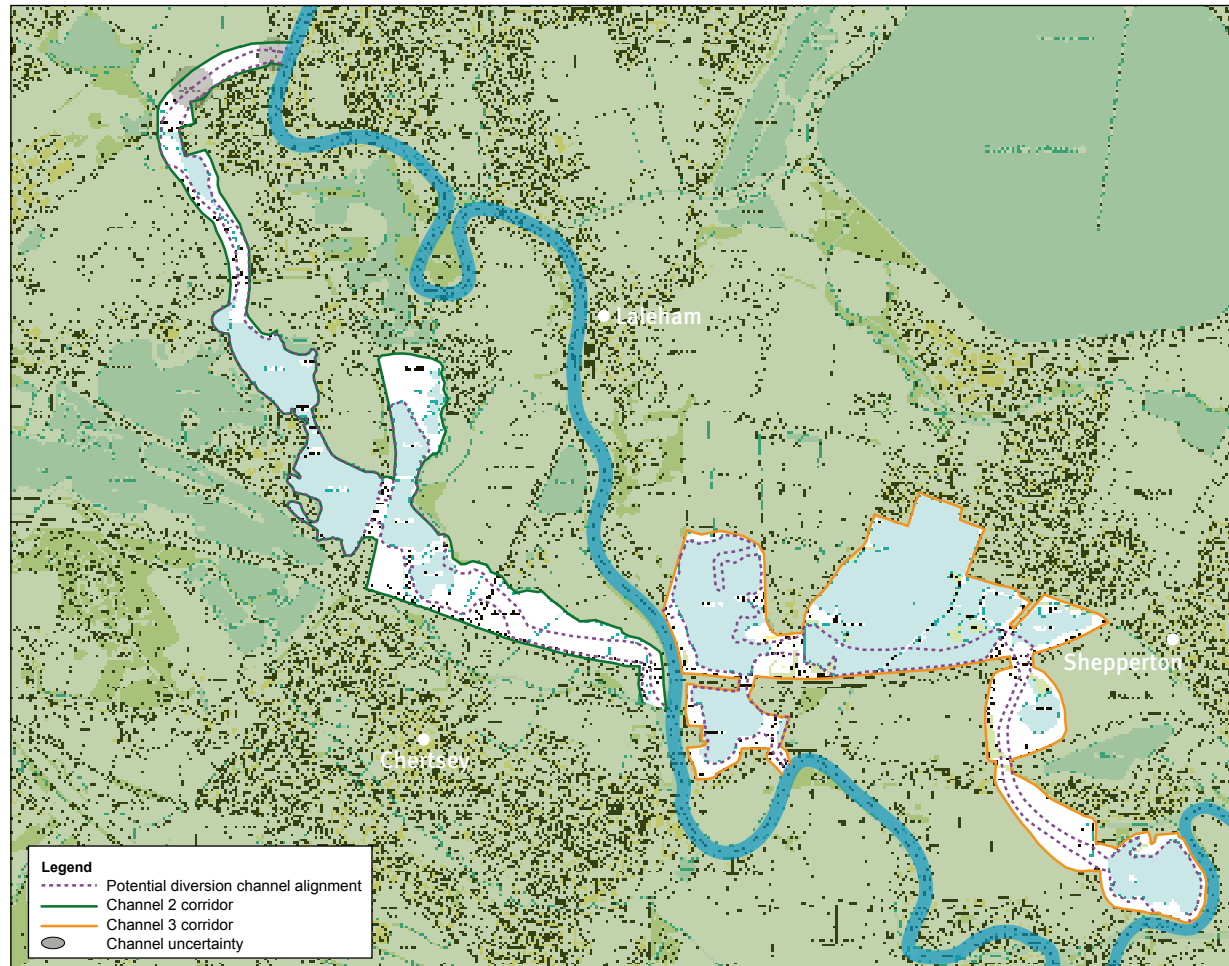 Laleham
Shepperton
Chertsey
Legend
Potential diversion channel alignment
Channel 2 corridor
Channel 3 corridor
Channel uncertainty